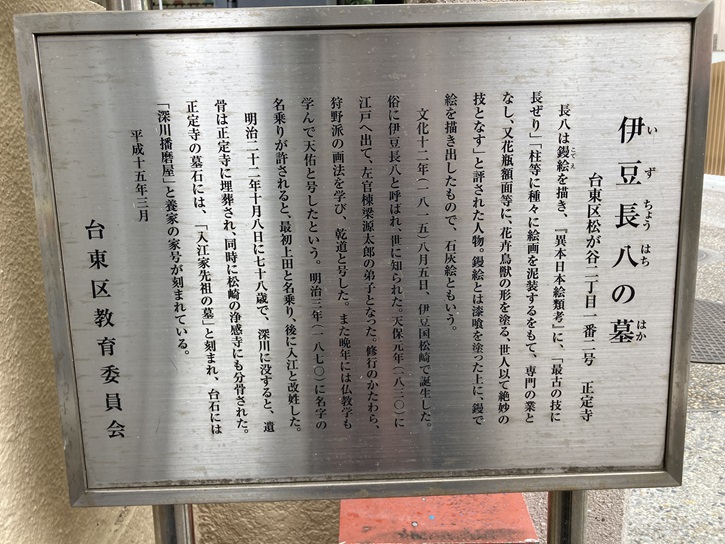 伊豆長八の墓
いずちょうはちのはか
台東区松が谷二丁目一番二号 正定寺
長八は鏝絵を描き、『異本日本絵類考』に、「最古の技に
こてえ
長ぜり」「柱等に種々に絵画を泥装するをもて、専門の業と
なし、又花瓶額面等に、花卉鳥獣の形を塗る、世人以て絶妙の
技となす」と評された人物。鏝絵とは漆喰を塗った上に、鏝で
絵を描き出したもので、石灰絵ともいう。
文化十二年(一八一五)八月五日、伊豆国松崎で誕生した。
俗に伊豆長八と呼ばれ、世に知られた。天保元年(一八三〇)に
江戸へ出て、左官棟梁源太郎の弟子となった。修行のかたわら、
狩野派の画法を学び、乾道と号した。また晩年には仏教学も
学んで天佑と号したという。明治三年(一八七〇)に名字の
名乗りが許されると、最初上田と名乗り、後に入江と改姓した。
明治二十二年十月八日に七十八歳で、深川に没すると、遺
骨は正定寺に埋葬され、同時に松崎の浄感寺にも分骨された。
正定寺の墓石には、「入江家先祖の墓」と刻まれ、台石には
「深川播磨屋」と養家の家号が刻まれている。
平成十五年三月
台東区教育委員会